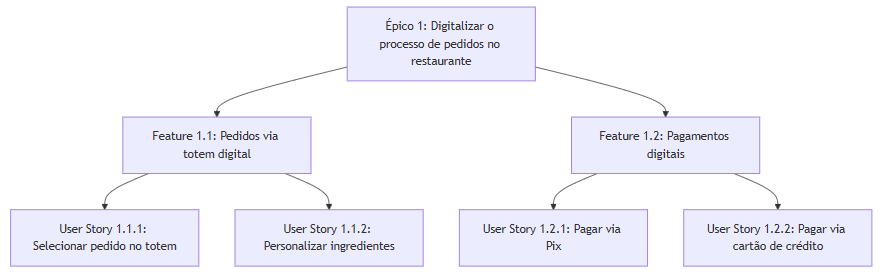 Épico 1: Digitalizar o
processo de pedidos no
restaurante
Feature 1.1: Pedidos via
totem digital
Feature 1.2: Pagamentos
digitais
User Story 1.1.1:
Selecionar pedido no totem
User Story 1.1.2:
Personalizar ingredientes
User Story 1.2.1: Pagar via
Pix
User Story 1.2.2: Pagar via
cartão de crédito